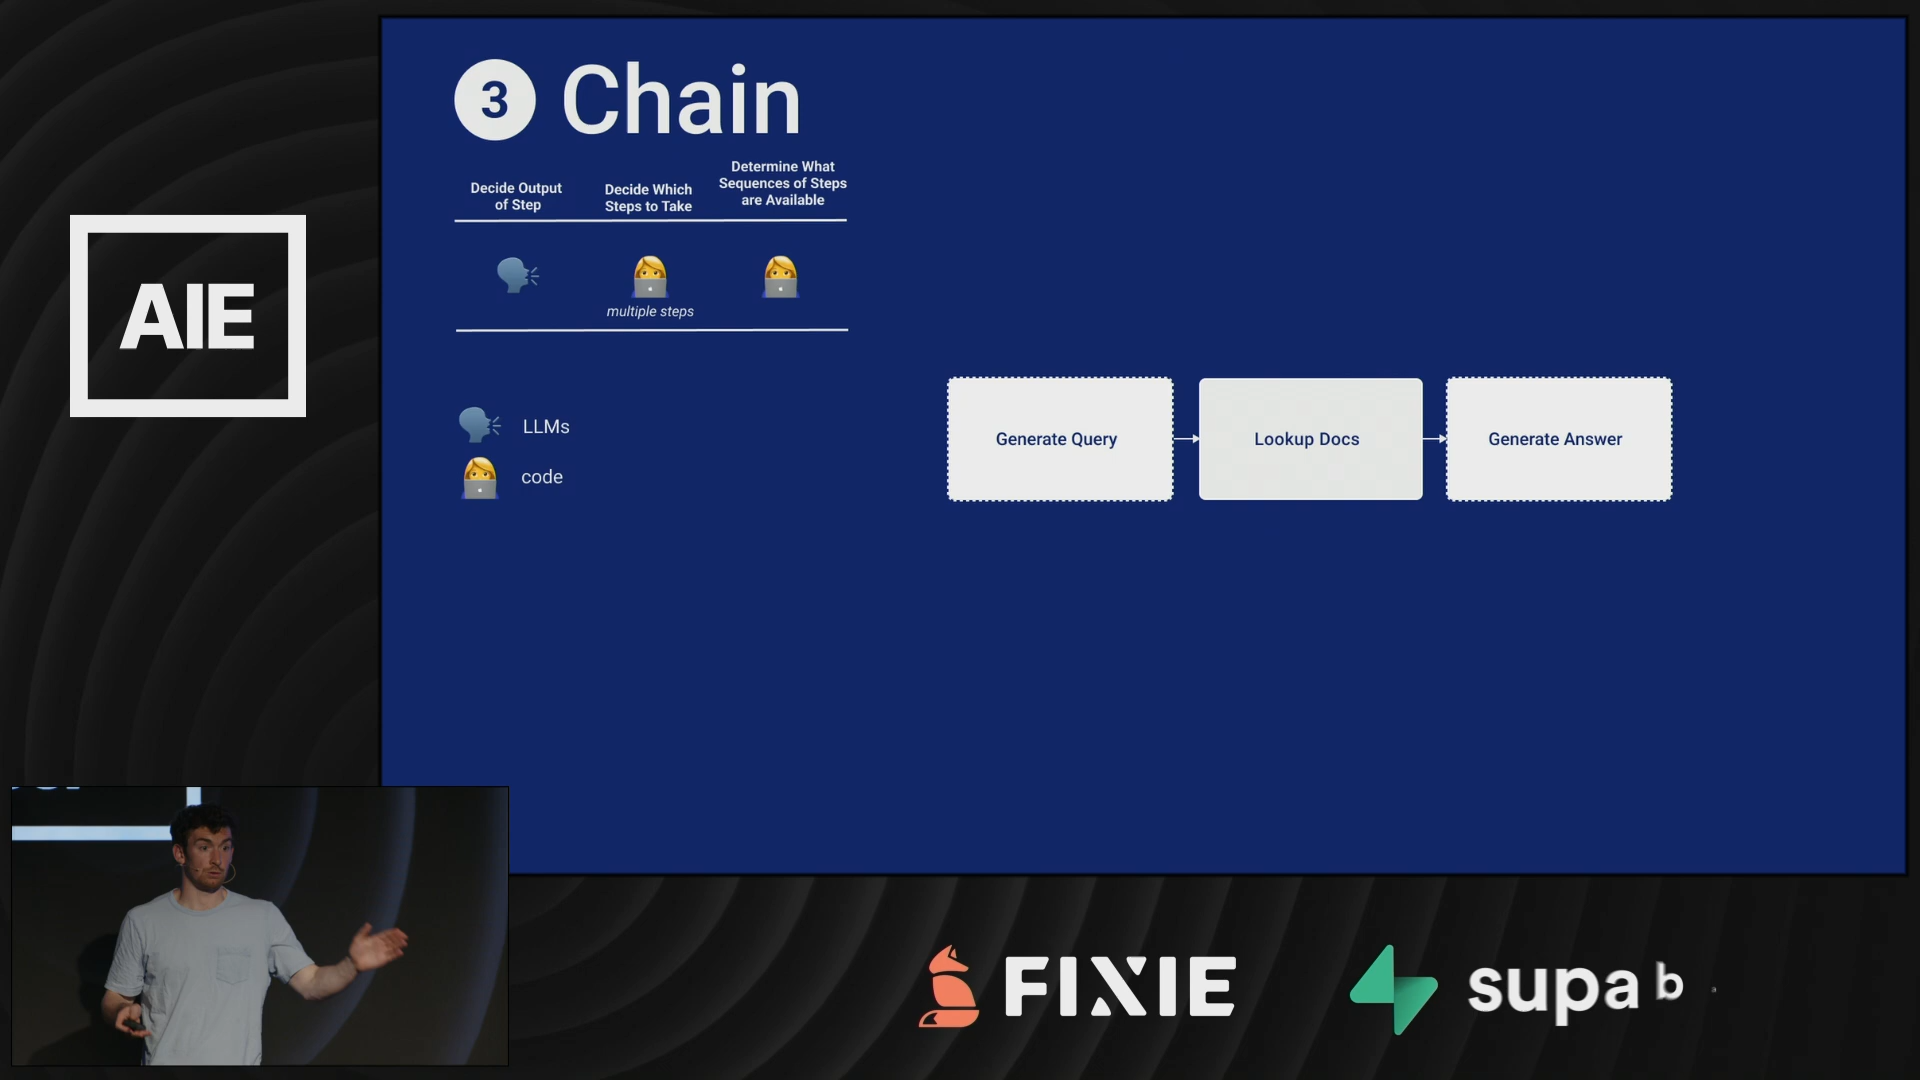 3 Chain
Decide Output
of Step
Decide Which
Steps to Take
Determine What
Sequences of Steps
are Available
multiple steps
LLMs
code
Generate Query
Lookup Docs
Generate Answer
AIE
FIXIE
supab